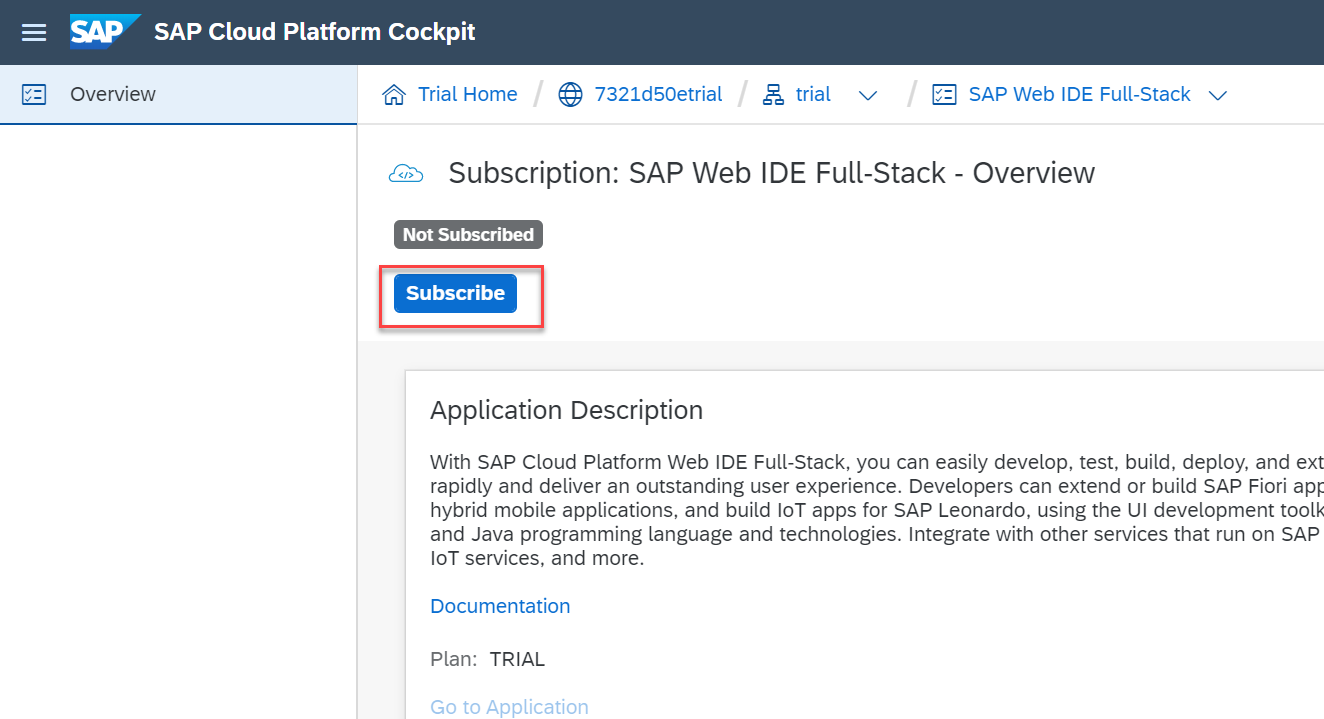 SAP SAP Cloud Platform Cockpit
Overview
Trial Home / 7321d50etrial / trial / SAP Web IDE Full-Stack
</> Subscription: SAP Web IDE Full-Stack - Overview
Not Subscribed
Subscribe
Application Description
With SAP Cloud Platform Web IDE Full-Stack, you can easily develop, test, build, deploy, and ext
rapidly and deliver an outstanding user experience. Developers can extend or build SAP Fiori app
hybrid mobile applications, and build IoT apps for SAP Leonardo, using the UI development toolk
and Java programming language and technologies. Integrate with other services that run on SAP
IoT services, and more.
Documentation
Plan: TRIAL
Go to Application